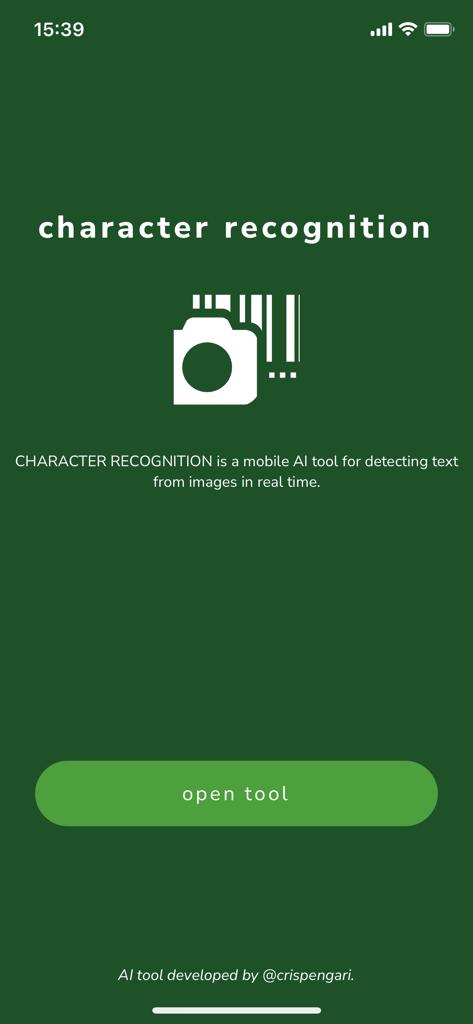 15:39
character recognition
CHARACTER RECOGNITION is a mobile AI tool for detecting text
from images in real time.
open tool
AI tool developed by @crispengari.